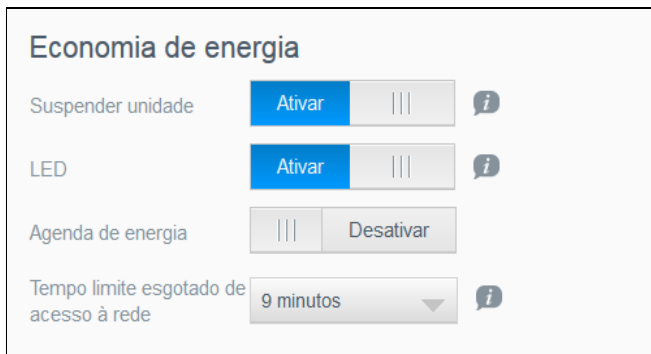 Economia de energia
Suspender unidade Ativar
LED Ativar
Agenda de energia Desativar
Tempo limite esgotado de
acesso à rede 9 minutos